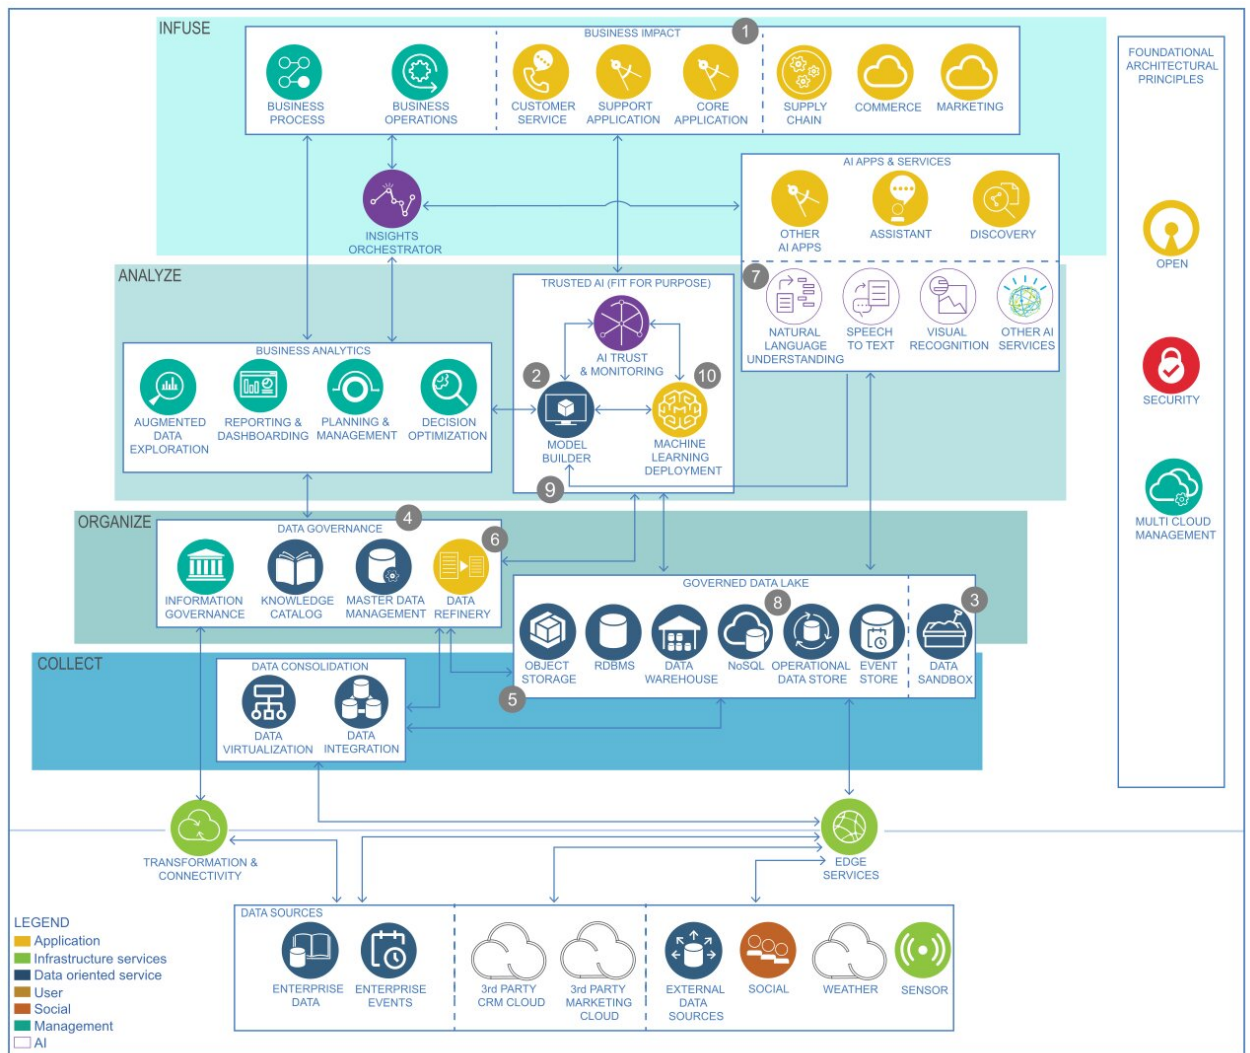 INFUSE
BUSINESS IMPACT
1
BUSINESS
PROCESS
BUSINESS
OPERATIONS
CUSTOMER
SERVICE
SUPPORT
APPLICATION
CORE
APPLICATION
SUPPLY
CHAIN
COMMERCE
MARKETING
FOUNDATIONAL
ARCHITECTURAL
PRINCIPLES
OPEN
SECURITY
MULTI CLOUD
MANAGEMENT
INSIGHTS
ORCHESTRATOR
AI APPS & SERVICES
OTHER
AI APPS
ASSISTANT
DISCOVERY
7
NATURAL
LANGUAGE
UNDERSTANDING
SPEECH
TO TEXT
VISUAL
RECOGNITION
OTHER AI
SERVICES
ANALYZE
BUSINESS ANALYTICS
AUGMENTED
DATA
EXPLORATION
REPORTING &
DASHBOARDING
PLANNING &
MANAGEMENT
DECISION
OPTIMIZATION
TRUSTED AI (FIT FOR PURPOSE)
AI TRUST
& MONITORING
2
10
MODEL
BUILDER
MACHINE
LEARNING
DEPLOYMENT
9
ORGANIZE
DATA GOVERNANCE
4
6
INFORMATION
GOVERNANCE
KNOWLEDGE
CATALOG
MASTER DATA
MANAGEMENT
DATA
REFINERY
GOVERNED DATA LAKE
8
3
OBJECT
STORAGE
RDBMS
DATA
WAREHOUSE
NoSQL
OPERATIONAL
DATA STORE
EVENT
STORE
DATA
SANDBOX
5
COLLECT
DATA CONSOLIDATION
DATA
VIRTUALIZATION
DATA
INTEGRATION
TRANSFORMATION &
CONNECTIVITY
EDGE
SERVICES
DATA SOURCES
ENTERPRISE
DATA
ENTERPRISE
EVENTS
3rd PARTY
CRM CLOUD
3rd PARTY
MARKETING
CLOUD
EXTERNAL
DATA
SOURCES
SOCIAL
WEATHER
SENSOR
LEGEND
Application
Infrastructure services
Data oriented service
User
Social
Management
AI